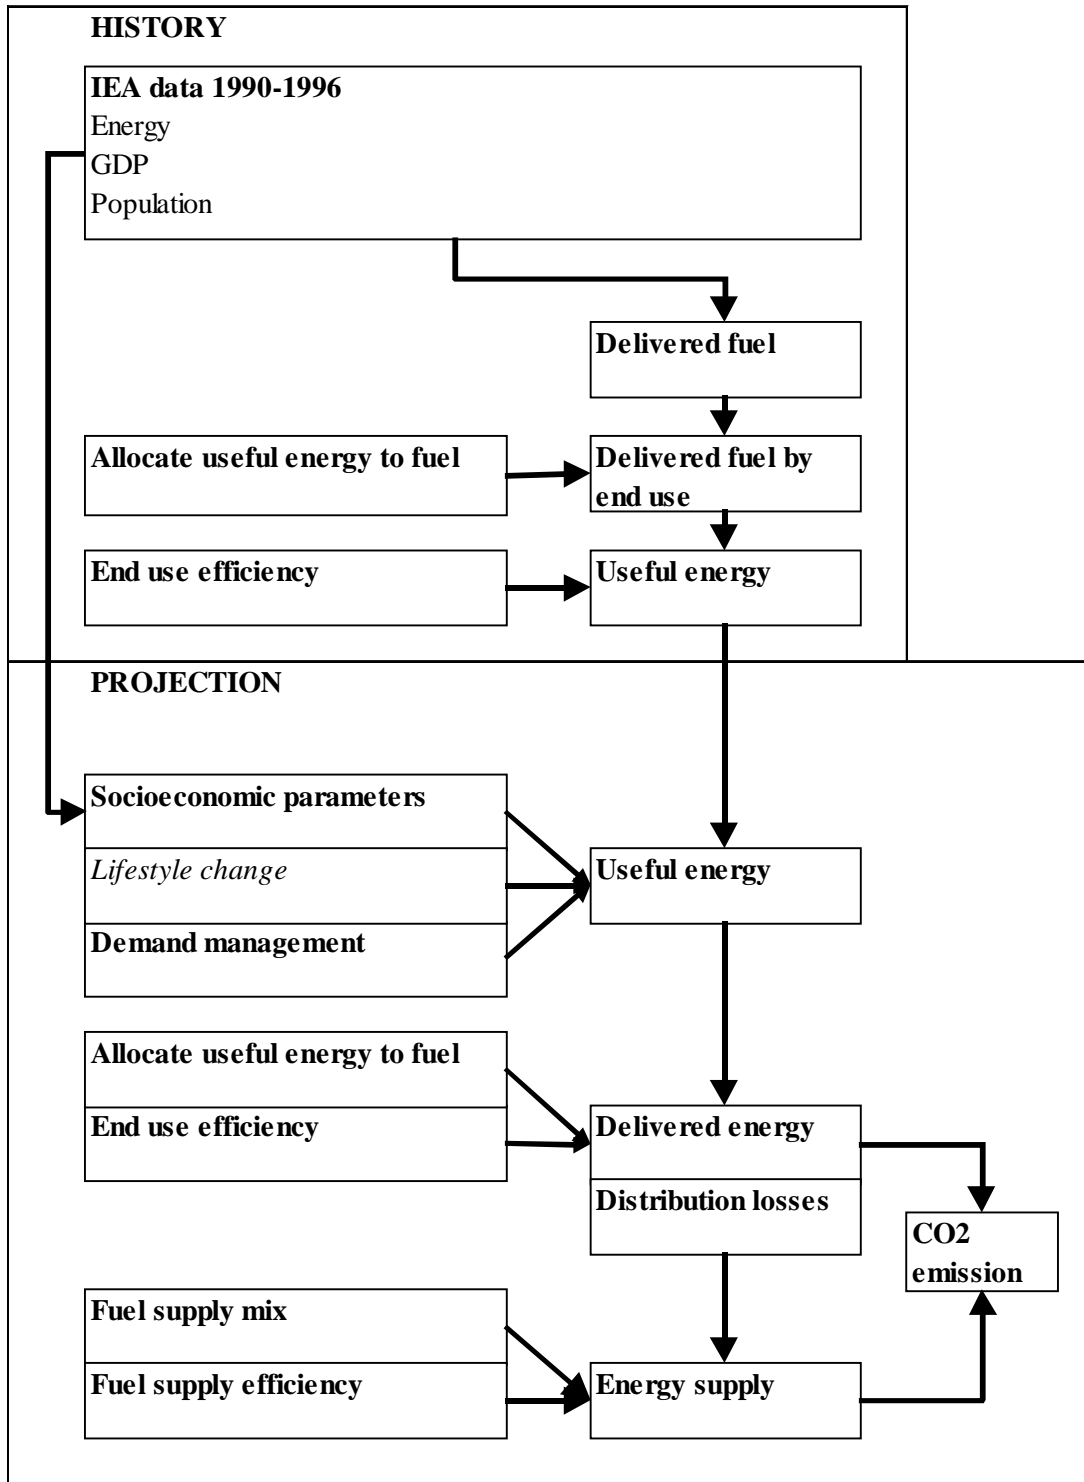 HISTORY
IEA data 1990-1996
Energy
GDP
Population
Delivered fuel
Allocate useful energy to fuel
Delivered fuel by
end use
End use efficiency
Useful energy
PROJECTION
Socioeconomic parameters
Lifestyle change
Useful energy
Demand management
Allocate useful energy to fuel
End use efficiency
Delivered energy
Distribution losses
CO2
emission
Fuel supply mix
Fuel supply efficiency
Energy supply